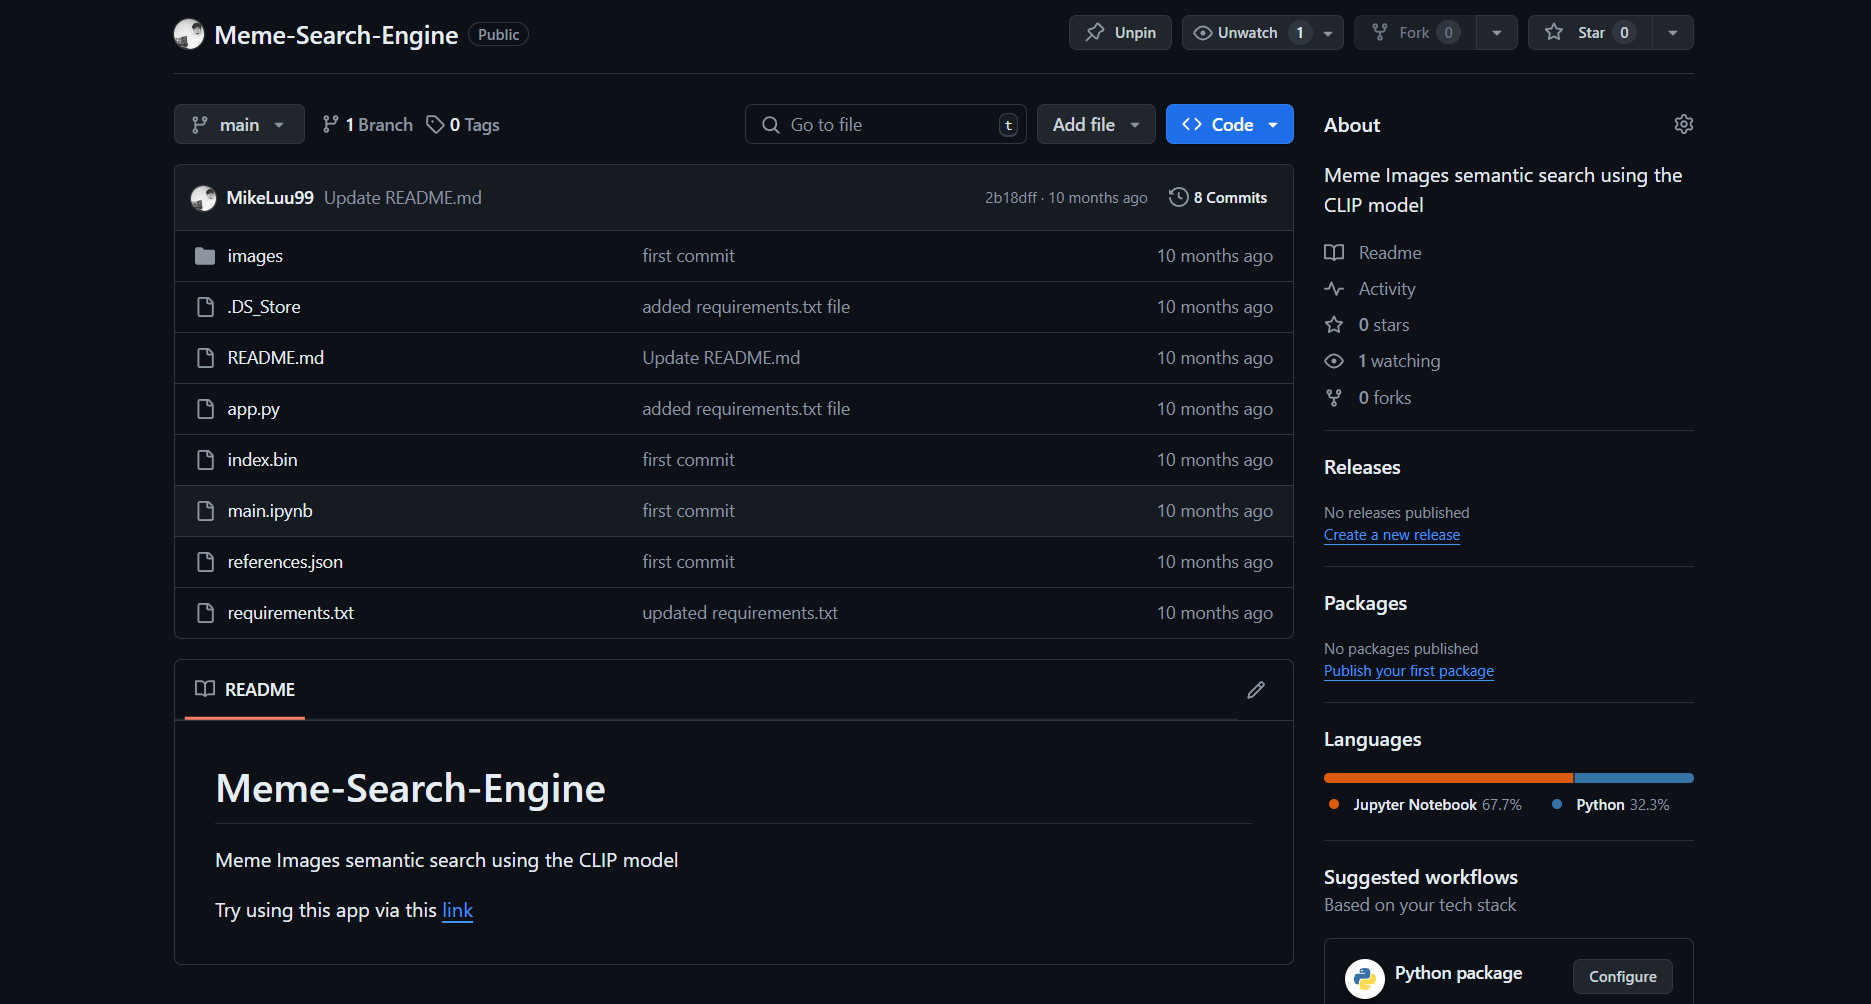 Meme-Search-Engine Public
Unpin
Unwatch 1
Fork 0
Star 0
main
1 Branch
0 Tags
Go to file t
Add file
Code
MikeLuu99 Update README.md 2b18dff · 10 months ago 8 Commits
images first commit 10 months ago
.DS_Store added requirements.txt file 10 months ago
README.md Update README.md 10 months ago
app.py added requirements.txt file 10 months ago
index.bin first commit 10 months ago
main.ipynb first commit 10 months ago
references.json first commit 10 months ago
requirements.txt updated requirements.txt 10 months ago
README
Meme-Search-Engine
Meme Images semantic search using the CLIP model
Try using this app via this link
About
Meme Images semantic search using the
CLIP model
Readme
Activity
0 stars
1 watching
0 forks
Releases
No releases published
Create a new release
Packages
No packages published
Publish your first package
Languages
Jupyter Notebook 67.7% Python 32.3%
Suggested workflows
Based on your tech stack
Python package Configure